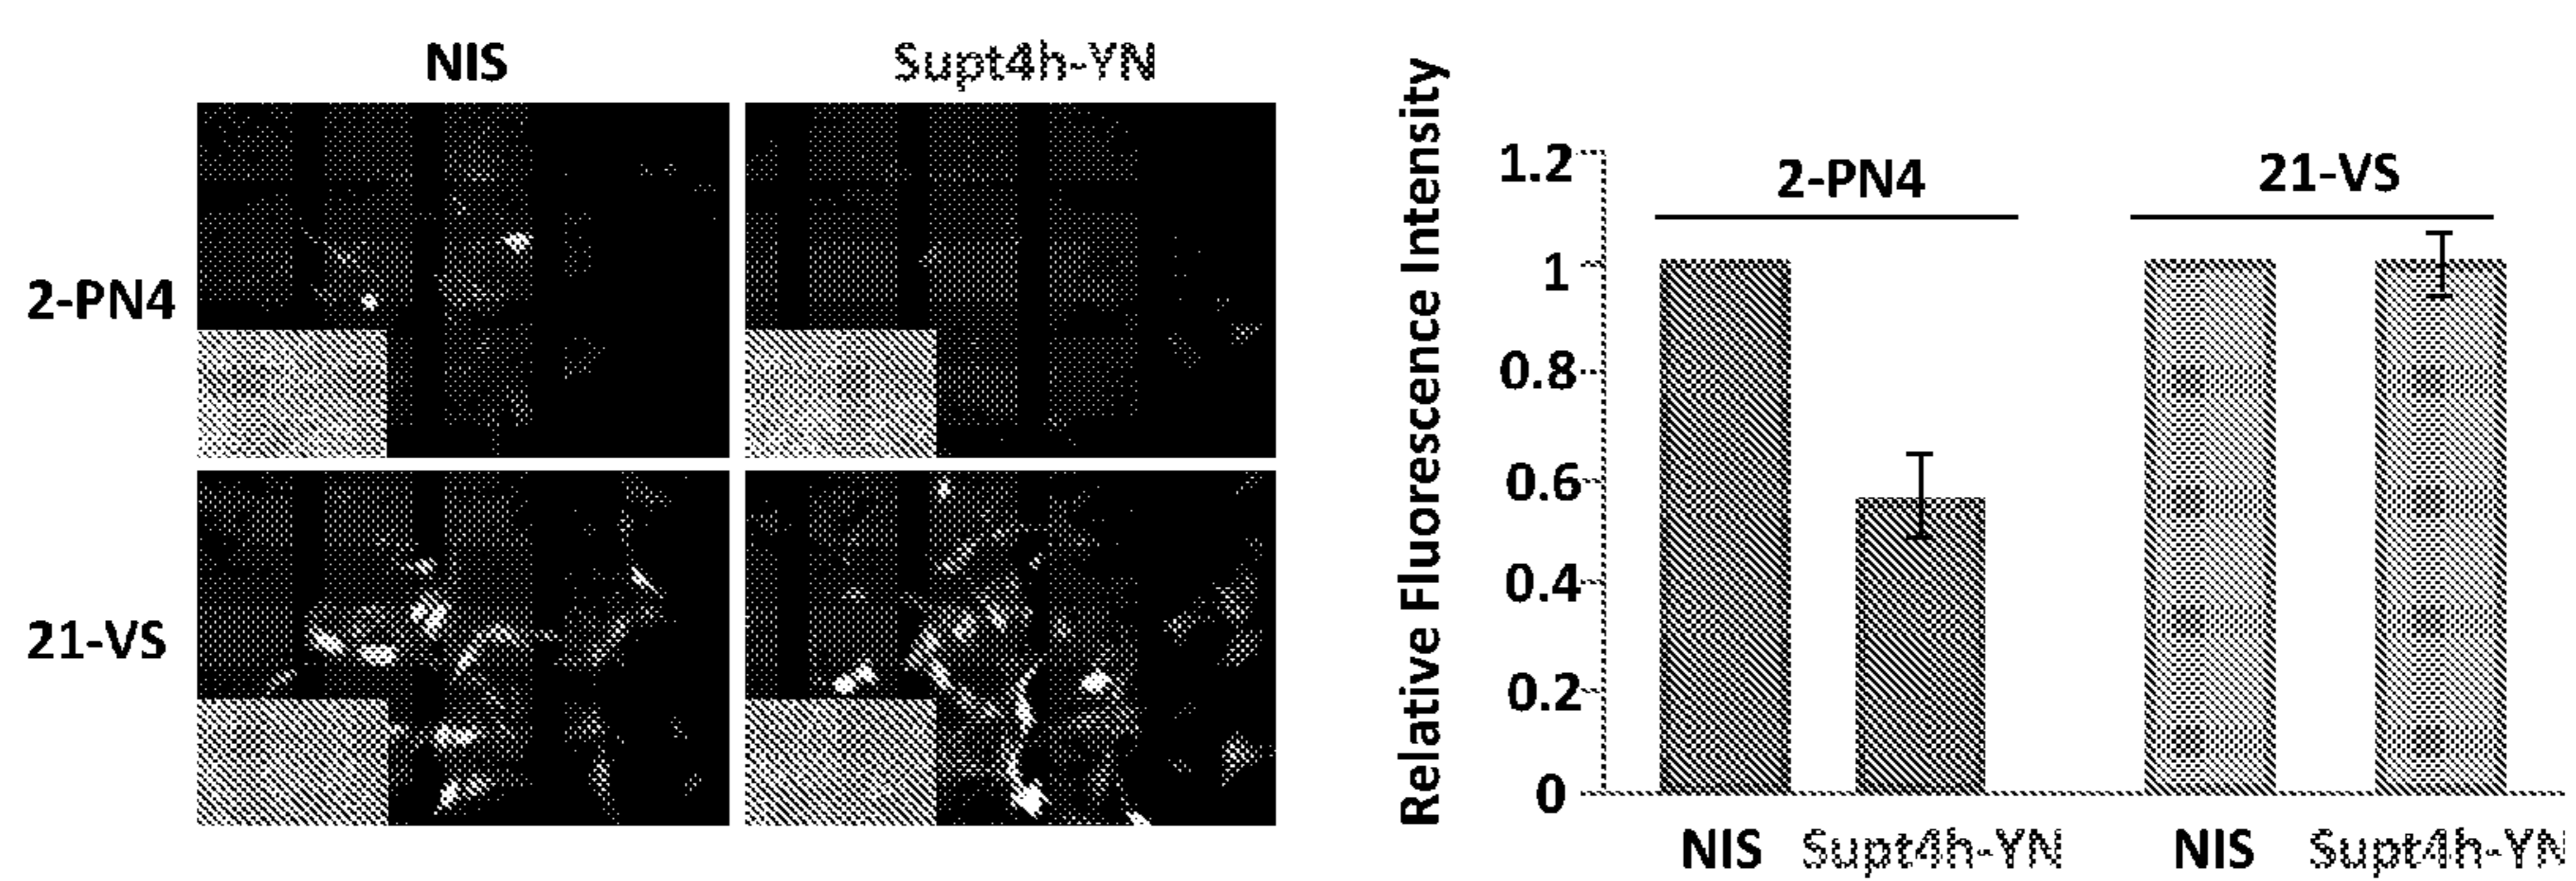 NIS
Supt4h-YN
2-PN4
21-VS
Relative Fluorescence Intensity
1.2
1
0.8
0.6
0.4
0.2
0
2-PN4
21-VS
NIS
Supt4h-YN
NIS
Supt4h-YN